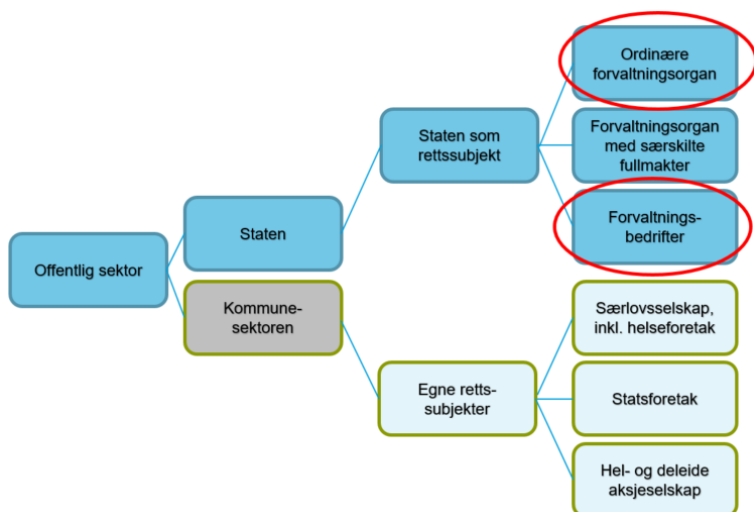 Ordinære
forvaltningsorgan
Staten som
rettssubjekt
Forvaltningsorgan
med særskilte
fullmakter
Staten
Forvaltnings-
bedrifter
Offentlig sektor
Kommune-
sektoren
Særlovsselskap,
inkl. helseforetak
Egne retts-
subjekter
Statsforetak
Hel- og deleide
aksjeselskap